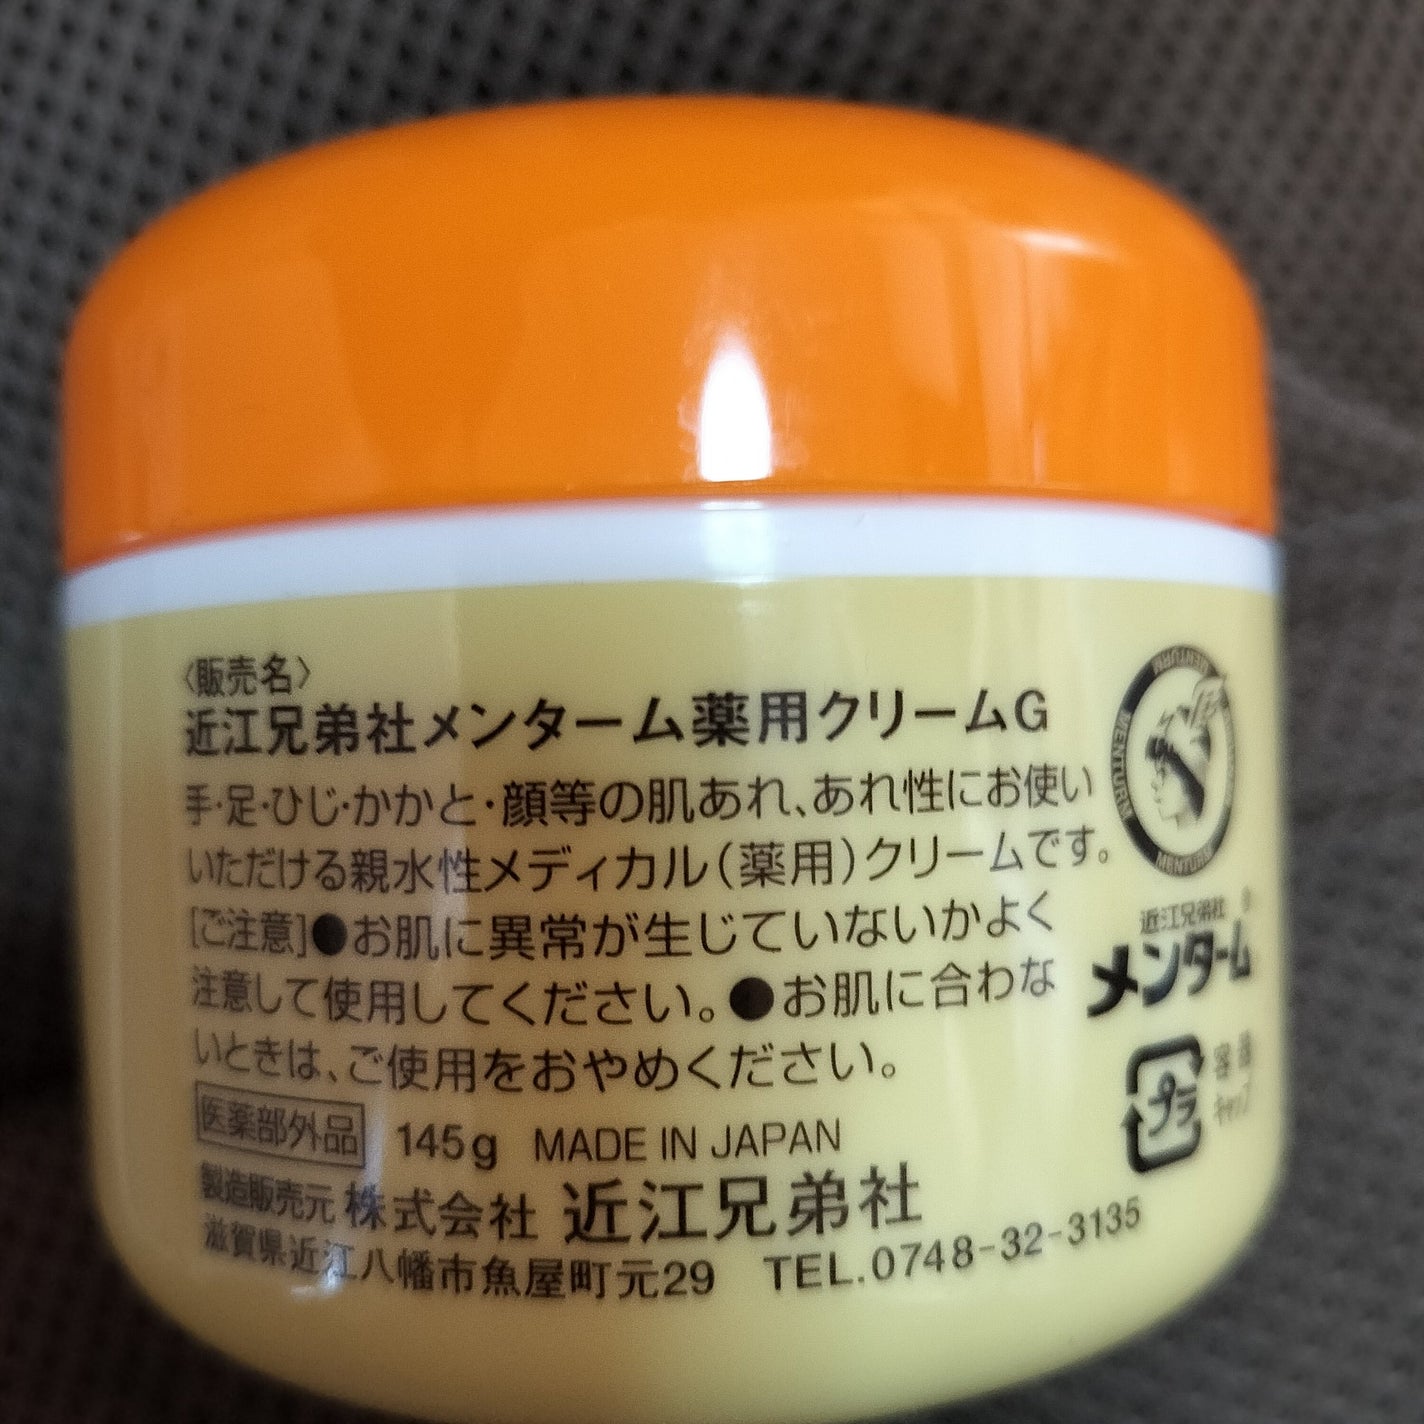 〈販売名〉
近江兄弟社メンターム薬用クリームG
手・足・ひじ・かかと・顔等の肌あれ、あれ性にお使い
いただける親水性メディカル(薬用)クリームです。
[ご注意]●お肌に異常が生じていないかよく
注意して使用してください。●お肌に合わな
いときは、ご使用をおやめください。
医薬部外品 145g MADE IN JAPAN
製造販売元 株式会社 近江兄弟社
滋賀県近江八幡市魚屋町元29 TEL.0748-32-3135
MENTURM
MENTURM
MENTURM
近江兄弟社
メンターム
プラ
容器
キャップ